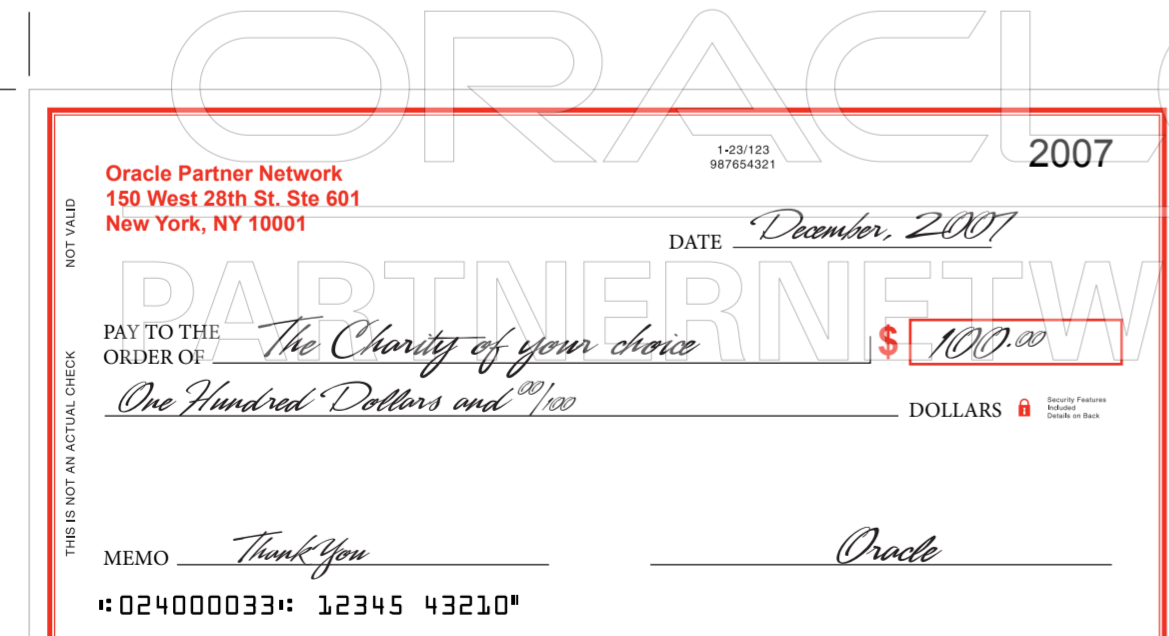 ORACL
1-23/123
987654321
2007
Oracle Partner Network
150 West 28th St. Ste 601
New York, NY 10001
NOT VALID
DATE December, 2007
PARTNERNETW
PAY TO THE
ORDER OF The Charity of your choice $ 100.00
One Hundred Dollars and 00/100 DOLLARS
Security Features
Included
Details on Back
THIS IS NOT AN ACTUAL CHECK
MEMO Thank You Oracle
⑆024000033⑆ 12345 43210⑈